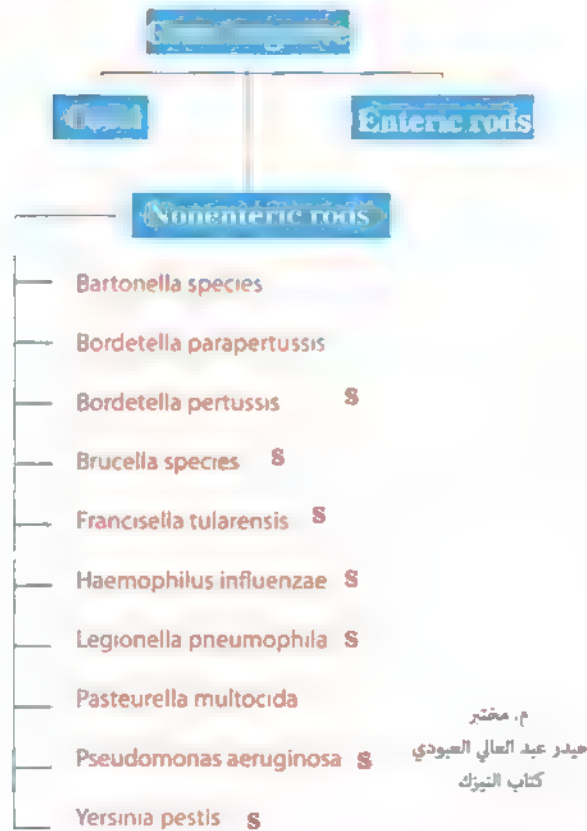 Enteric rods
Nonenteric rods
Bartonella species
Bordetella parapertussis
Bordetella pertussis S
Brucella species S
Francisella tularensis S
Haemophilus influenzae S
Legionella pneumophila S
Pasteurella multocida
Pseudomonas aeruginosa S
Yersinia pestis S
م. مختبر
حيدر عبد العالي العبودي
كتاب النيزك